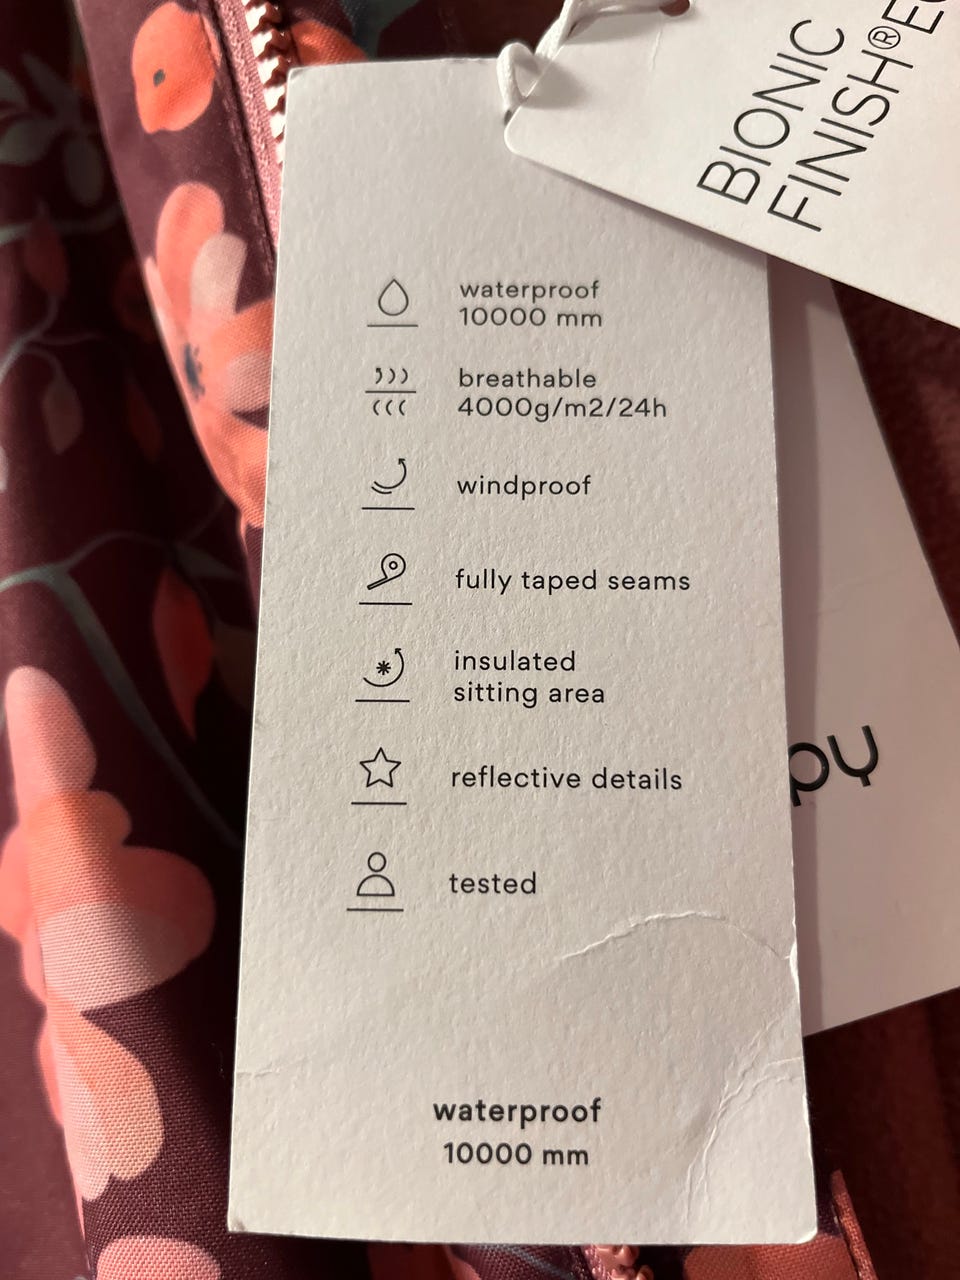 BIONIC
FINISH®EC
waterproof
10000 mm
breathable
4000g/m2/24h
windproof
fully taped seams
insulated
sitting area
reflective details
tested
py
waterproof
10000 mm